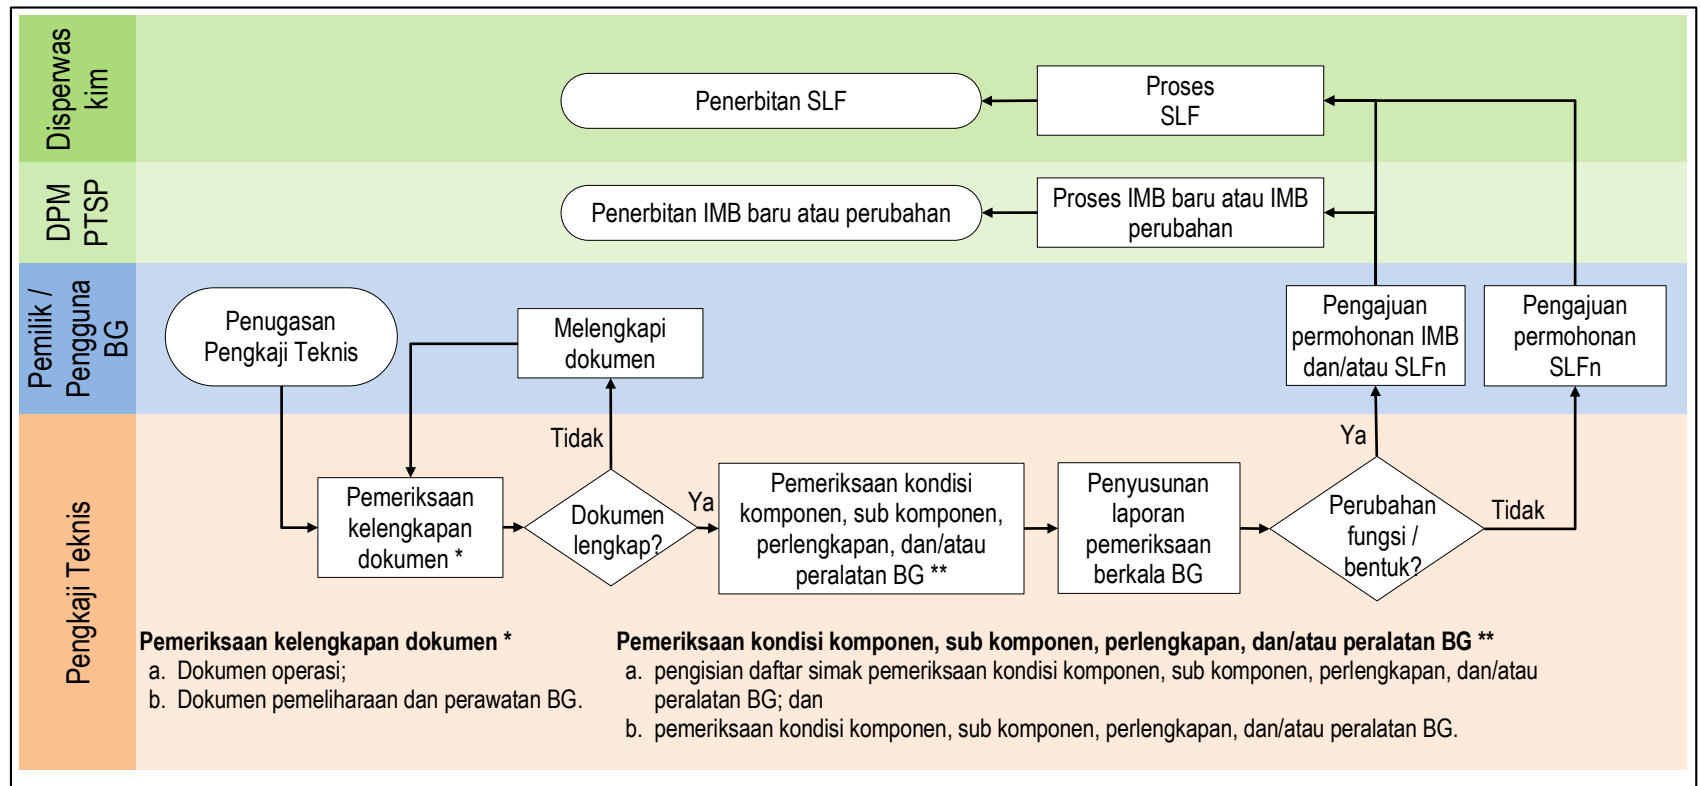 Disperwas
kim
Penerbitan SLF
Proses
SLF
DPM
PTSP
Penerbitan IMB baru atau perubahan
Proses IMB baru atau IMB
perubahan
Pemilik /
Pengguna
BG
Penugasan
Pengkaji Teknis
Melengkapi
dokumen
Pengajuan
permohonan IMB
dan/atau SLFn
Pengajuan
permohonan
SLFn
Pengkaji Teknis
Pemeriksaan
kelengkapan
dokumen *
Tidak
Dokumen
lengkap?
Ya
Pemeriksaan kondisi
komponen, sub komponen,
perlengkapan, dan/atau
peralatan BG **
Penyusunan
laporan
pemeriksaan
berkala BG
Ya
Perubahan
fungsi /
bentuk?
Tidak
Pemeriksaan kelengkapan dokumen *
a. Dokumen operasi;
b. Dokumen pemeliharaan dan perawatan BG.
Pemeriksaan kondisi komponen, sub komponen, perlengkapan, dan/atau peralatan BG **
a. pengisian daftar simak pemeriksaan kondisi komponen, sub komponen, perlengkapan, dan/atau
peralatan BG; dan
b. pemeriksaan kondisi komponen, sub komponen, perlengkapan, dan/atau peralatan BG.